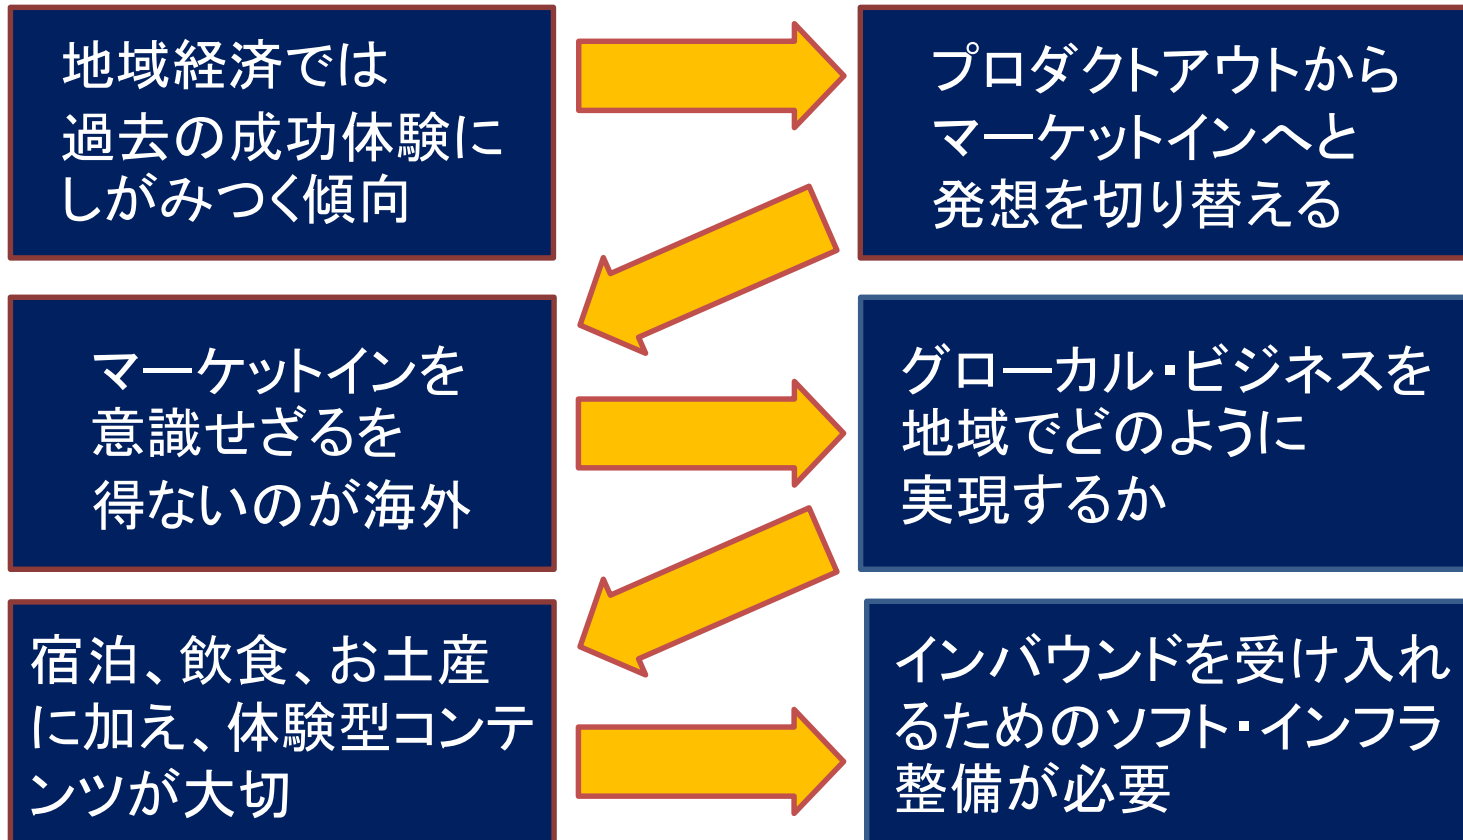 地域経済では
過去の成功体験に
しがみつく傾向
プロダクトアウトから
マーケットインへと
発想を切り替える
マーケットインを
意識せざるを
得ないのが海外
グローカル・ビジネスを
地域でどのように
実現するか
宿泊、飲食、お土産
に加え、体験型コンテ
ンツが大切
インバウンドを受け入れ
るためのソフト・インフラ
整備が必要